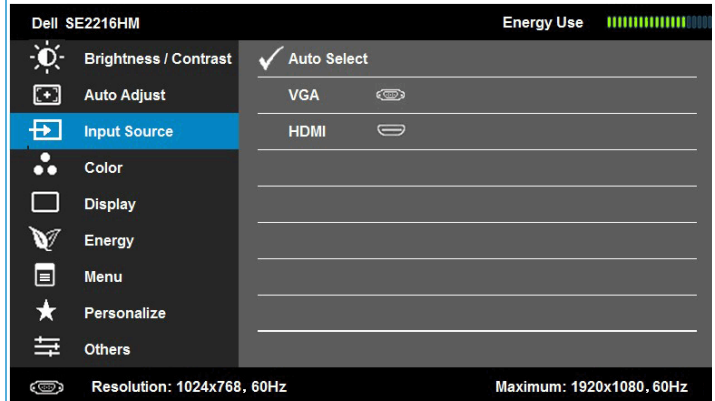 Dell SE2216HM Energy Use
Brightness / Contrast Auto Select
Auto Adjust VGA
Input Source HDMI
Color
Display
Energy
Menu
Personalize
Others
Resolution: 1024x768, 60Hz Maximum: 1920x1080, 60Hz